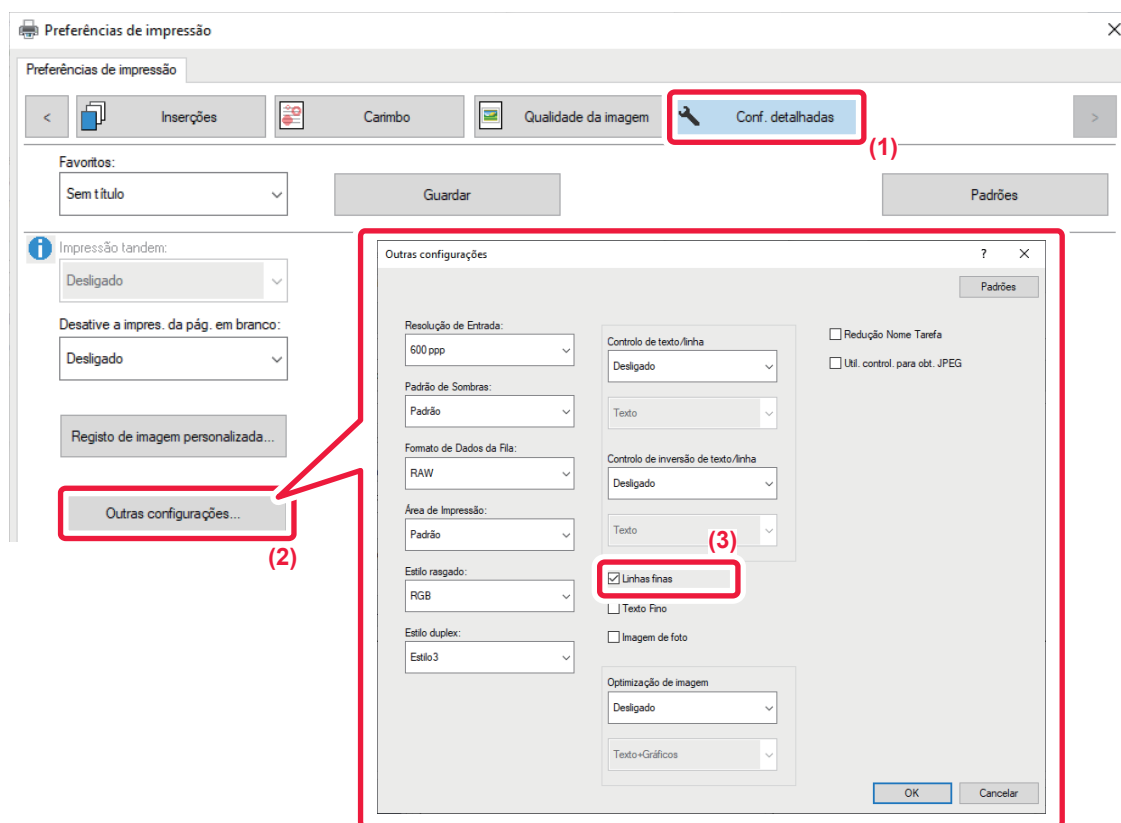 Preferências de impressão
Preferências de impressão
<
Inserções
Carimbo
Qualidade da imagem
Conf. detalhadas
>
(1)
Favoritos:
Sem título
Guardar
Padrões
Impressão tandem:
Desligado
Desative a impres. da pág. em branco:
Desligado
Registo de imagem personalizada...
Outras configurações...
(2)
Outras configurações
?
Padrões
Resolução de Entrada:
600 ppp
Padrão de Sombras:
Padrão
Formato de Dados da Fila:
RAW
Área de Impressão:
Padrão
Estilo rasgado:
RGB
Estilo duplex:
Estilo3
Controlo de texto/linha
Desligado
Texto
Controlo de inversão de texto/linha
Desligado
Texto
(3)
Linhas finas
Texto Fino
Imagem de foto
Optimização de imagem
Desligado
Texto+Gráficos
Redução Nome Tarefa
Util. control. para obt. JPEG
OK
Cancelar